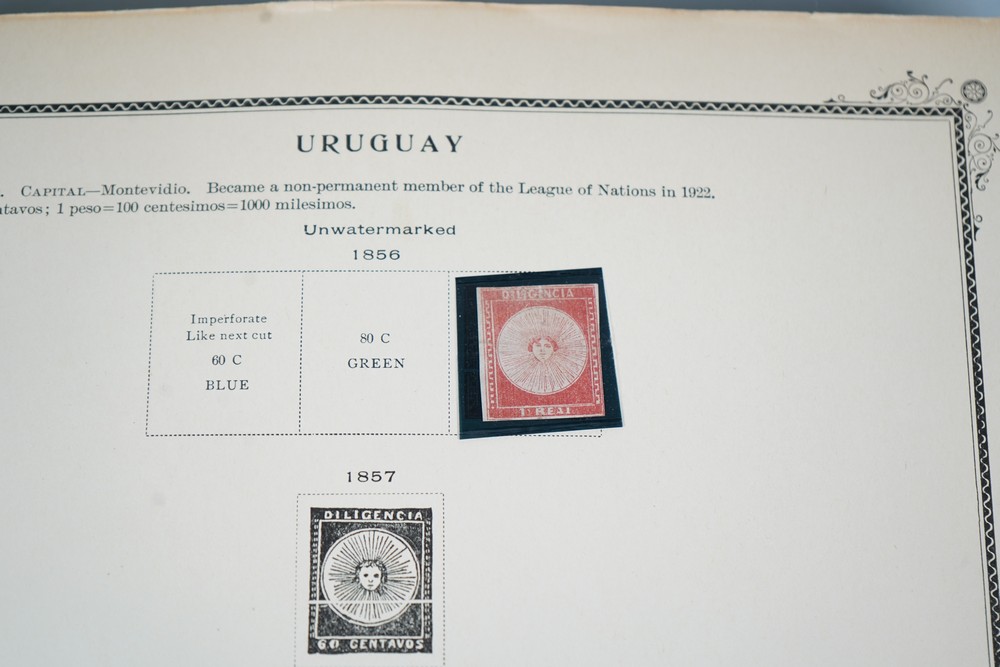 URUGUAY
. CAPITAL—Montevidio. Became a non-permanent member of the League of Nations in 1922.
ntavos; 1 peso=100 centesimos=1000 milesimos.
Unwatermarked
1856
Imperforate
Like next cut
60 C
BLUE
80 C
GREEN
DILIGENCIA
1 REAL
1857
DILIGENCIA
60 CENTAVOS